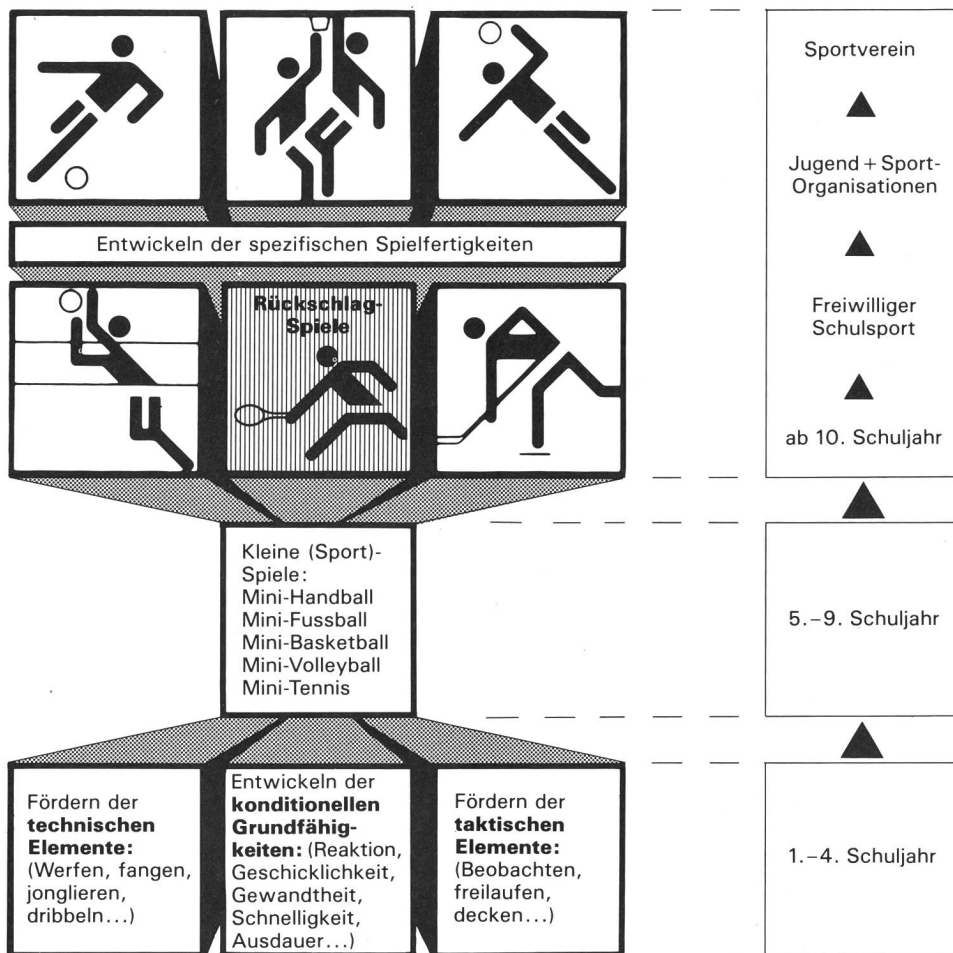 Sportverein
Jugend + Sport-
Organisationen
Entwickeln der spezifischen Spielfertigkeiten
Rückschlag-
Spiele
Freiwilliger
Schulsport
ab 10. Schuljahr
Kleine (Sport)-
Spiele:
Mini-Handball
Mini-Fussball
Mini-Basketball
Mini-Volleyball
Mini-Tennis
5.–9. Schuljahr
Fördern der
technischen
Elemente:
(Werfen, fangen,
jonglieren,
dribbeln...)
Entwickeln der
konditionellen
Grundfähig-
keiten: (Reaktion,
Geschicklichkeit,
Gewandtheit,
Schnelligkeit,
Ausdauer...)
Fördern der
taktischen
Elemente:
(Beobachten,
freilaufen,
decken...)
1.–4. Schuljahr